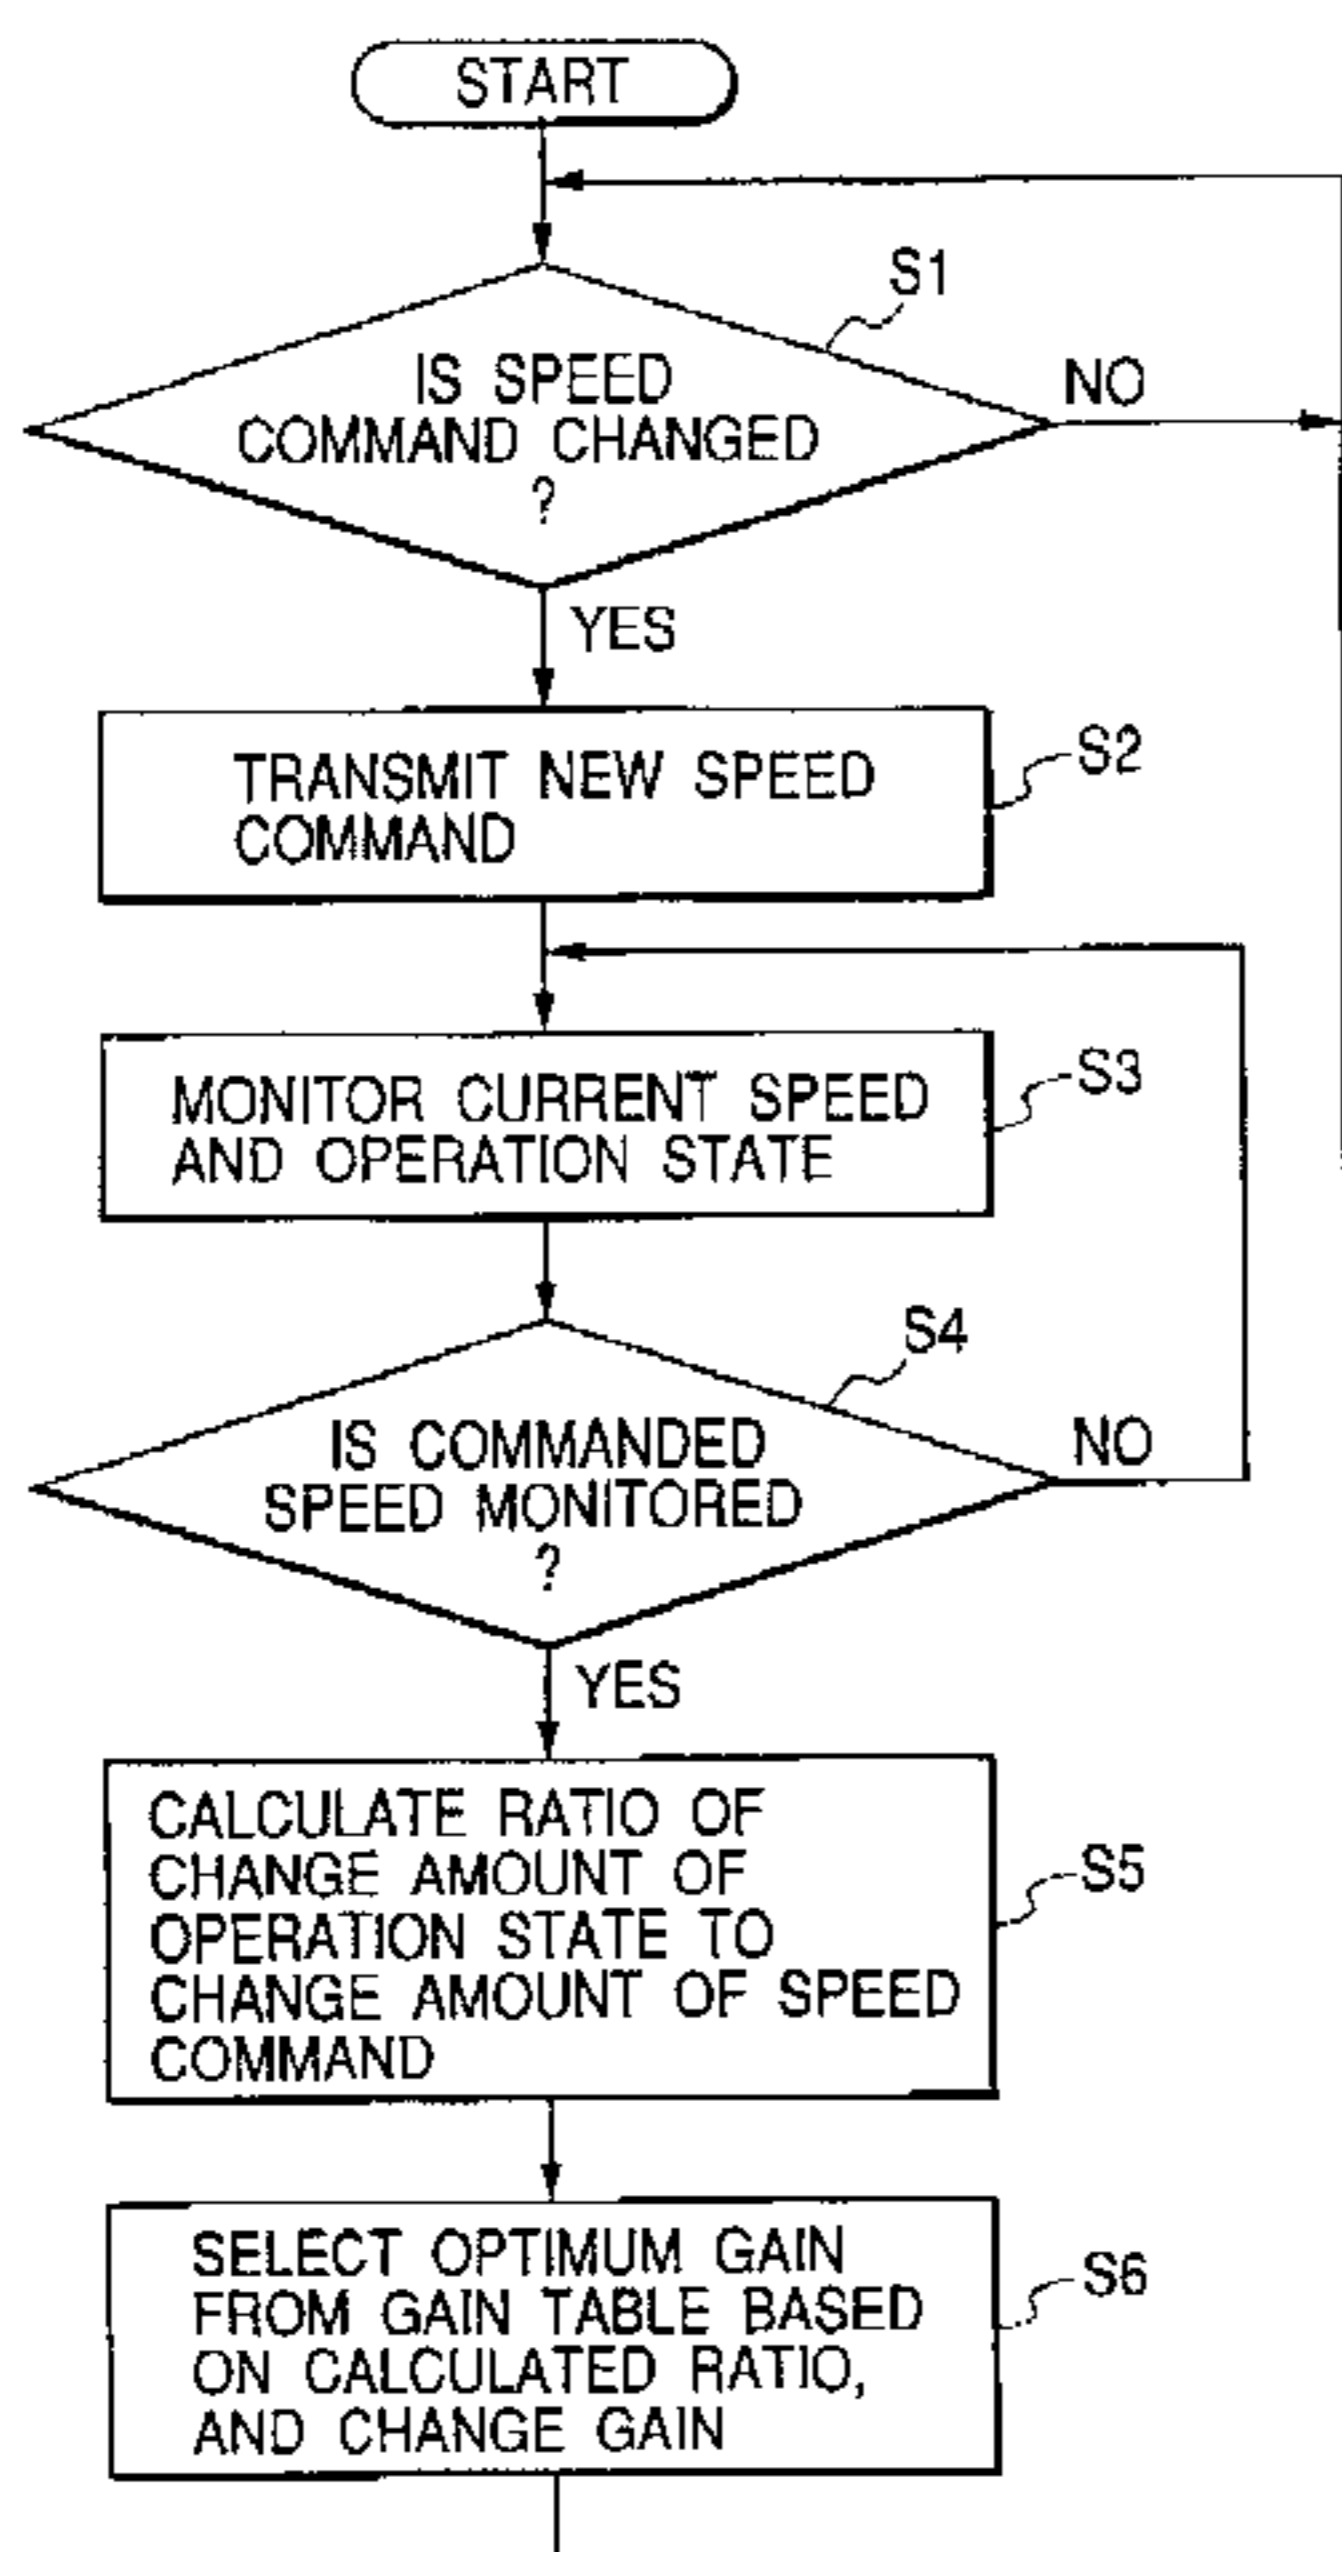 START
S1
IS SPEED
COMMAND CHANGED
?
NO
YES
TRANSMIT NEW SPEED
COMMAND
S2
MONITOR CURRENT SPEED
AND OPERATION STATE
S3
S4
IS COMMANDED
SPEED MONITORED
?
NO
YES
CALCULATE RATIO OF
CHANGE AMOUNT OF
OPERATION STATE TO
CHANGE AMOUNT OF SPEED
COMMAND
S5
SELECT OPTIMUM GAIN
FROM GAIN TABLE BASED
ON CALCULATED RATIO,
AND CHANGE GAIN
S6